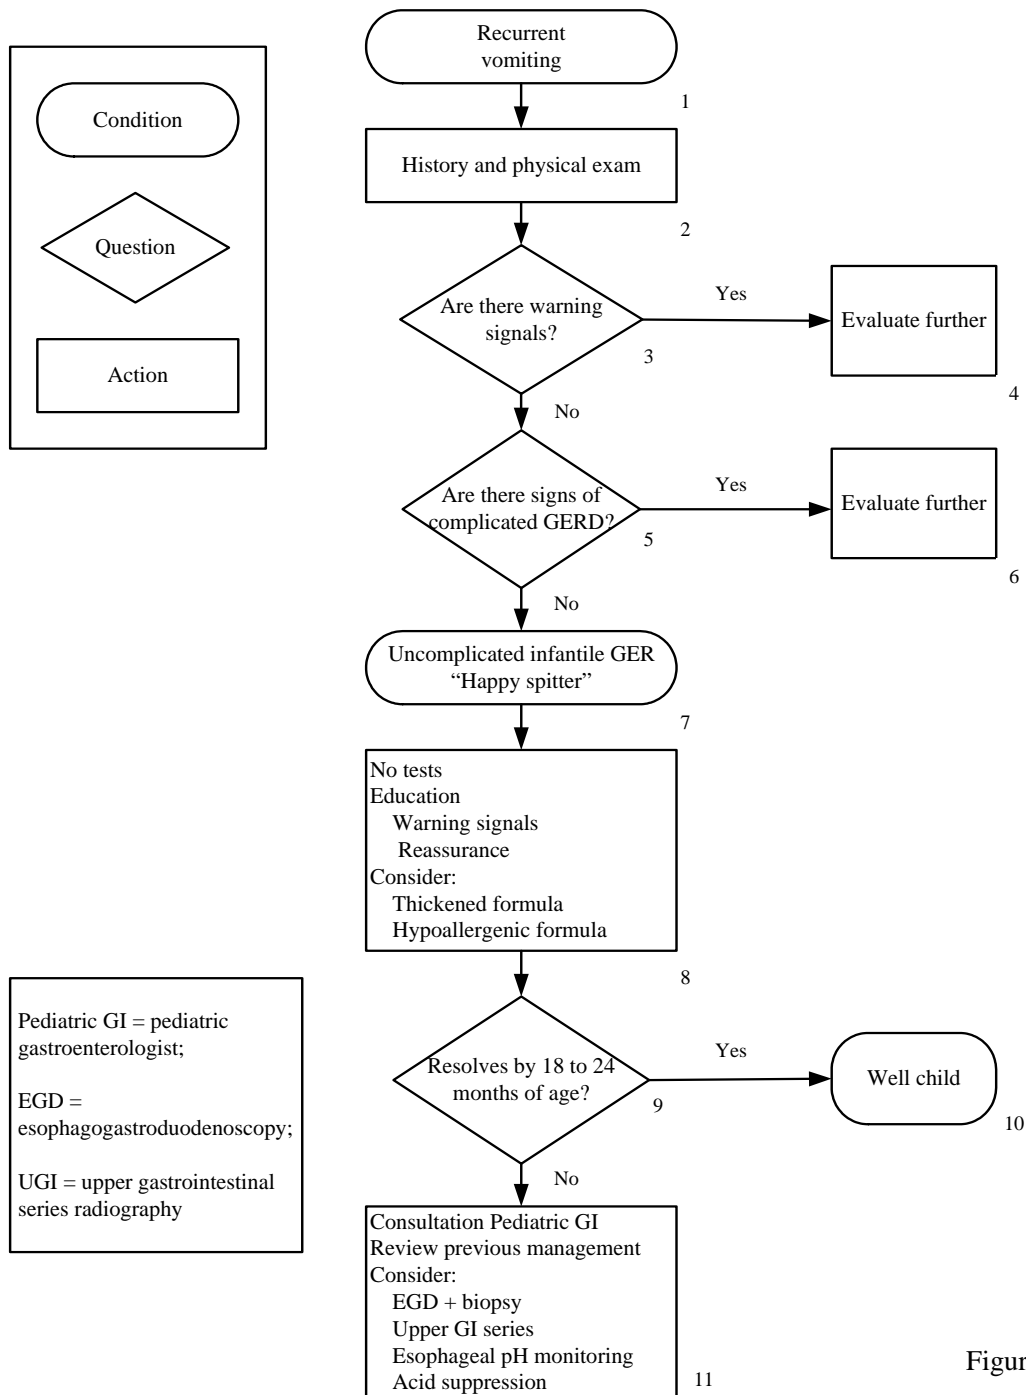 Recurrent
vomiting
1
Condition
Question
Action
History and physical exam
2
Are there warning
signals?
3
Yes
Evaluate further
4
No
Are there signs of
complicated GERD?
5
Yes
Evaluate further
6
No
Uncomplicated infantile GER
“Happy spitter”
7
No tests
Education
Warning signals
Reassurance
Consider:
Thickened formula
Hypoallergenic formula
8
Resolves by 18 to 24
months of age?
9
Yes
Well child
10
No
Pediatric GI = pediatric
gastroenterologist;
EGD =
esophagogastroduodenoscopy;
UGI = upper gastrointestinal
series radiography
Consultation Pediatric GI
Review previous management
Consider:
EGD + biopsy
Upper GI series
Esophageal pH monitoring
Acid suppression
11
Figur